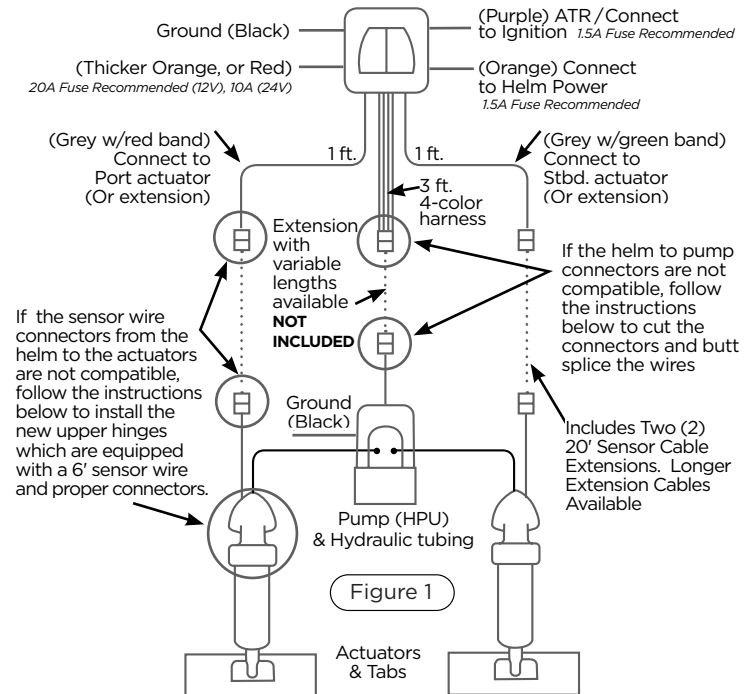 Ground (Black)
(Purple) ATR / Connect
to Ignition 1.5A Fuse Recommended
(Thicker Orange, or Red)
20A Fuse Recommended (12V), 10A (24V)
(Orange) Connect
to Helm Power
1.5A Fuse Recommended
(Grey w/red band)
Connect to
Port actuator
(Or extension)
1 ft.
1 ft.
(Grey w/green band)
Connect to
Stbd. actuator
(Or extension)
3 ft.
4-color
harness
Extension
with
variable
lengths
available
NOT
INCLUDED
If the helm to pump
connectors are not
compatible, follow
the instructions
below to cut the
connectors and butt
splice the wires
If the sensor wire
connectors from the
helm to the actuators
are not compatible,
follow the instructions
below to install the
new upper hinges
which are equipped
with a 6' sensor wire
and proper connectors.
Ground
(Black)
Includes Two (2)
20' Sensor Cable
Extensions. Longer
Extension Cables
Available
Pump (HPU)
& Hydraulic tubing
Figure 1
Actuators
& Tabs